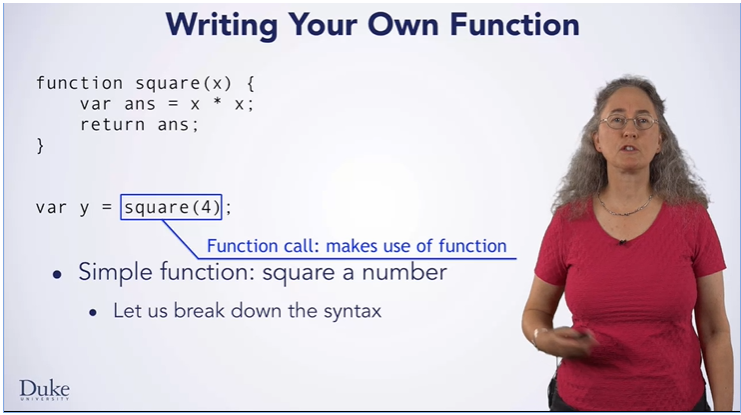 Writing Your Own Function
function square(x) {
var ans = x * x;
return ans;
}
var y = square(4);
Function call: makes use of function
• Simple function: square a number
• Let us break down the syntax
Duke
UNIVERSITY